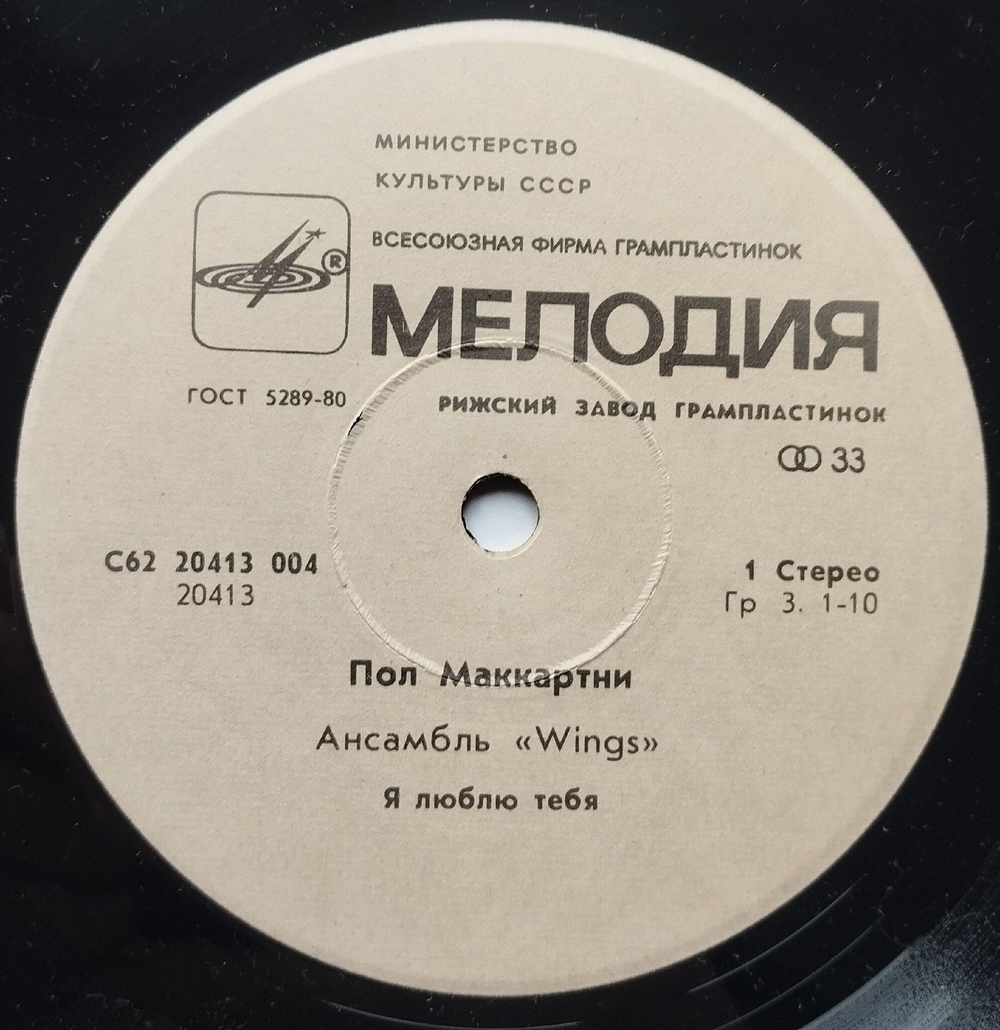 МИНИСТЕРСТВО
КУЛЬТУРЫ СССР
ВСЕСОЮЗНАЯ ФИРМА ГРАМПЛАСТИНОК
®
МЕЛОДИЯ
ГОСТ 5289-80
РИЖСКИЙ ЗАВОД ГРАМПЛАСТИНОК
33
С62 20413 004
20413
1 Стерео
Гр 3. 1-10
Пол Маккартни
Ансамбль «Wings»
Я люблю тебя